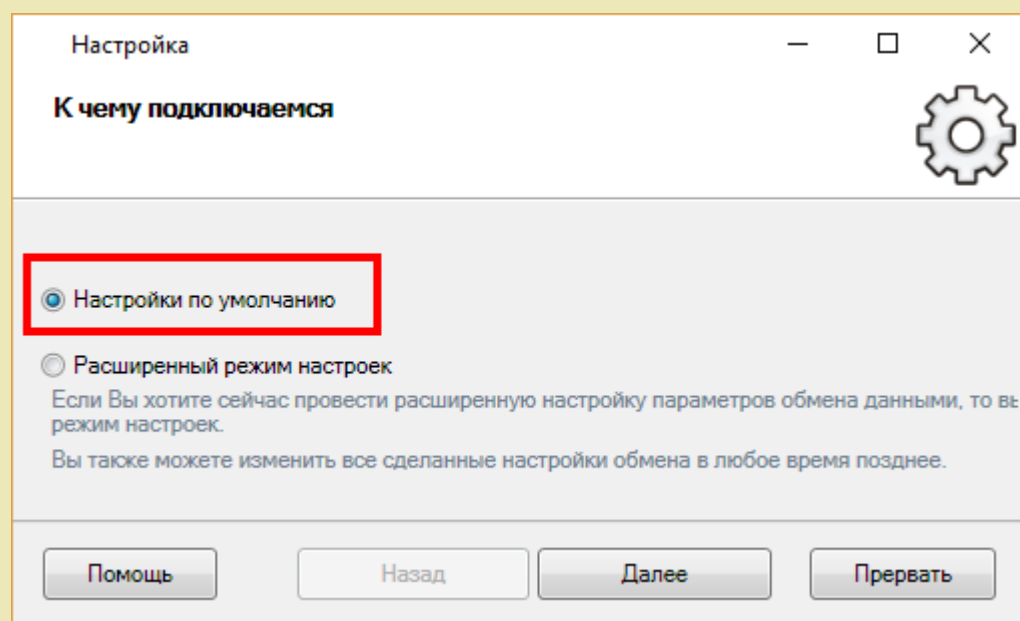 Настройка
К чему подключаемся
Настройки по умолчанию
Расширенный режим настроек
Если Вы хотите сейчас провести расширенную настройку параметров обмена данными, то
режим настроек.
Вы также можете изменить все сделанные настройки обмена в любое время позднее.
Помощь
Назад
Далее
Прервать